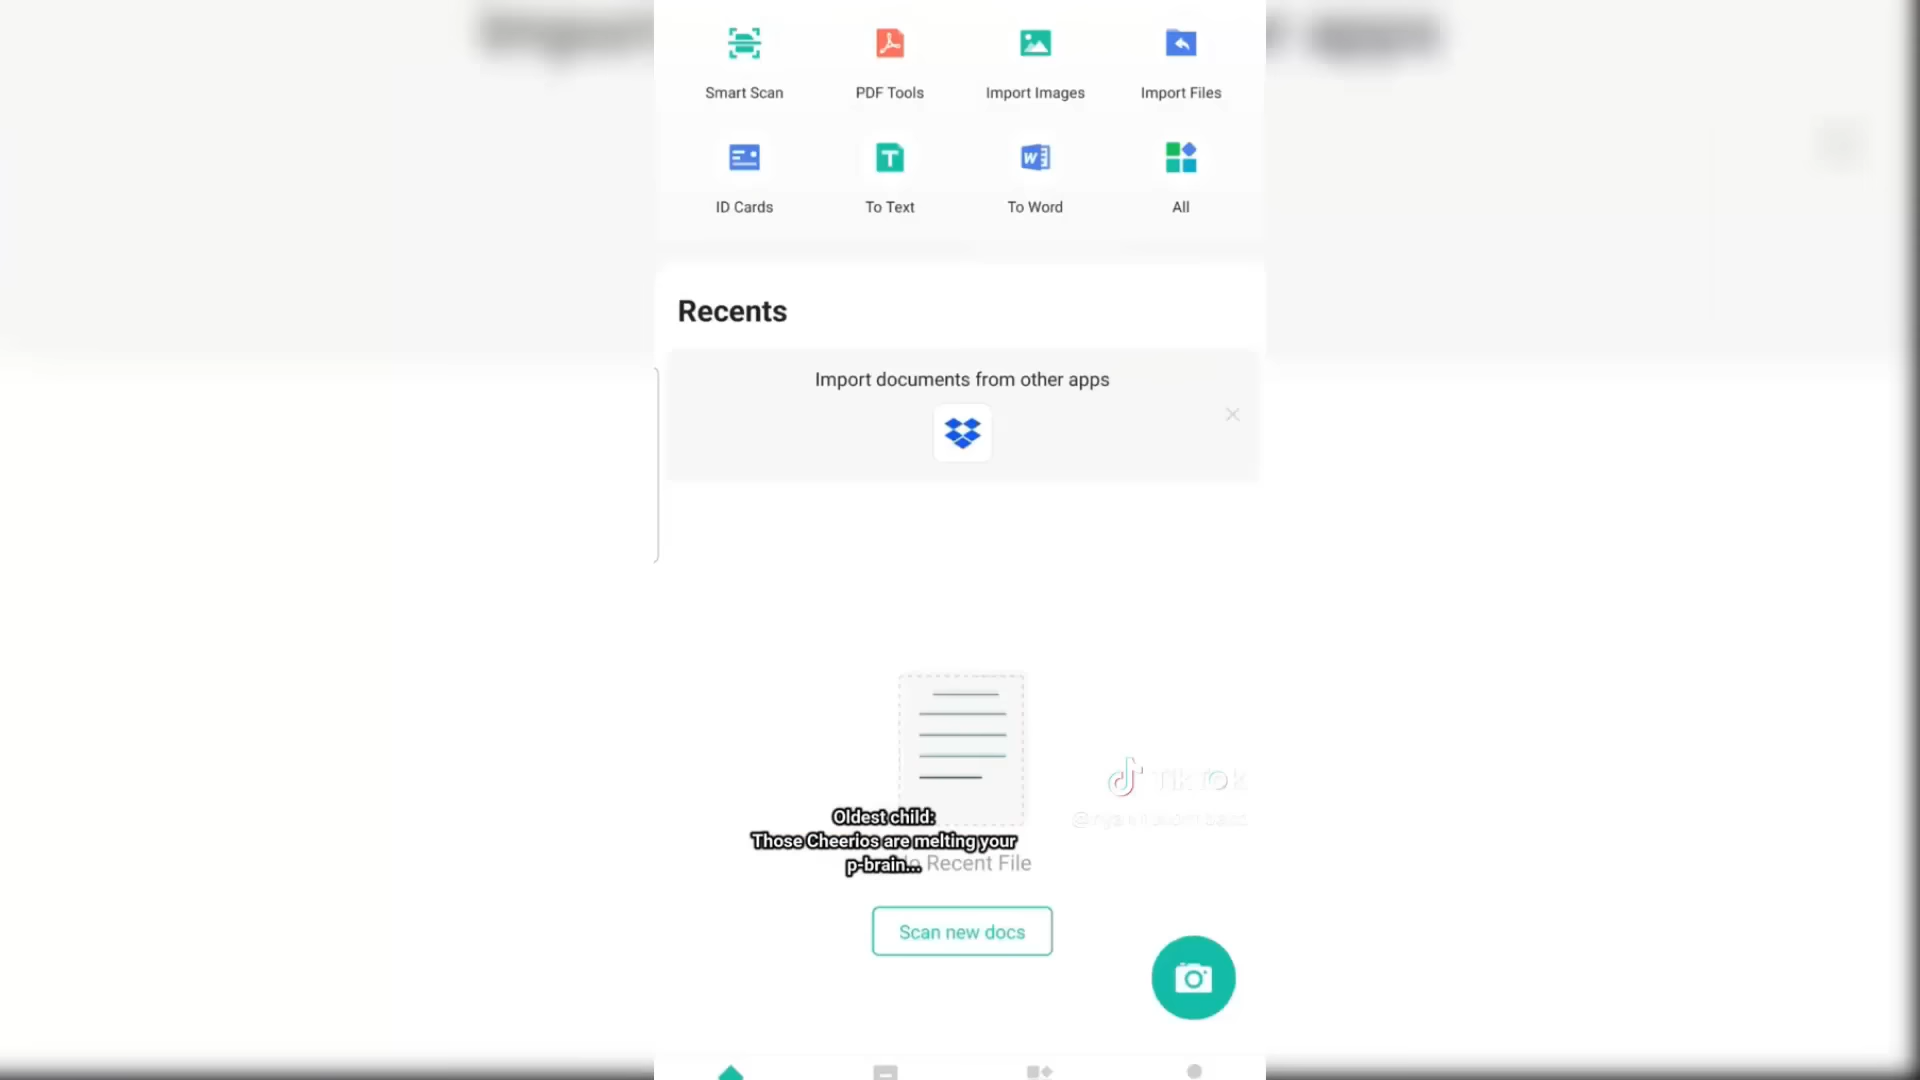 Smart Scan
PDF Tools
Import Images
Import Files
ID Cards
To Text
To Word
All
Recents
Import documents from other apps
Oldest child:
Those Cheerios are melting your
p-brain...
Recent File
Scan new docs
TikTok